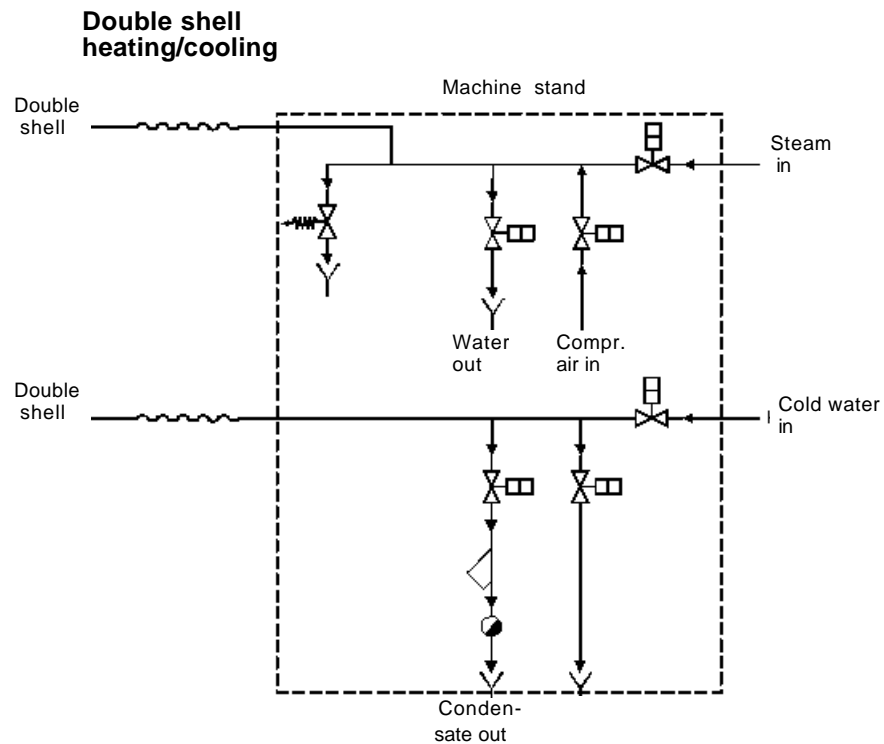 Double shell
heating/cooling
Machine stand
Double
shell
Steam
in
Water
out
Compr.
air in
Double
shell
Cold water
in
Conden-
sate out